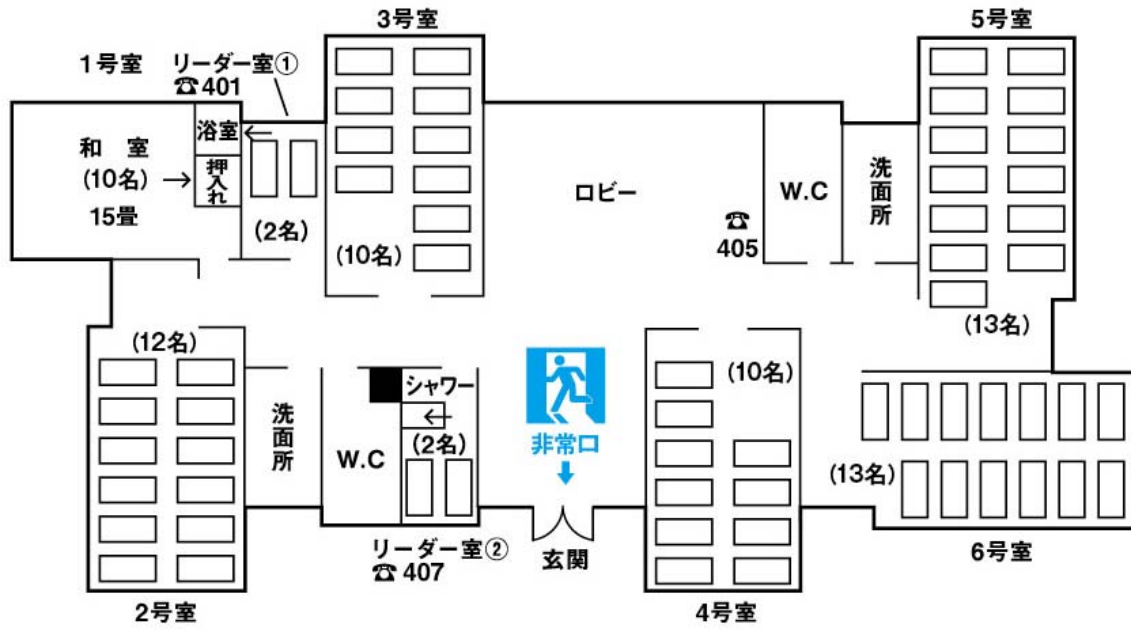 3号室
5号室
1号室
リーダー室①
☎401
浴室
和 室
(10名)
押入れ
15畳
(2名)
(10名)
ロビー
☎
405
W.C
洗面所
(13名)
(12名)
洗面所
W.C
シャワー
(2名)
非常口
(10名)
(13名)
リーダー室②
☎407
玄関
6号室
2号室
4号室